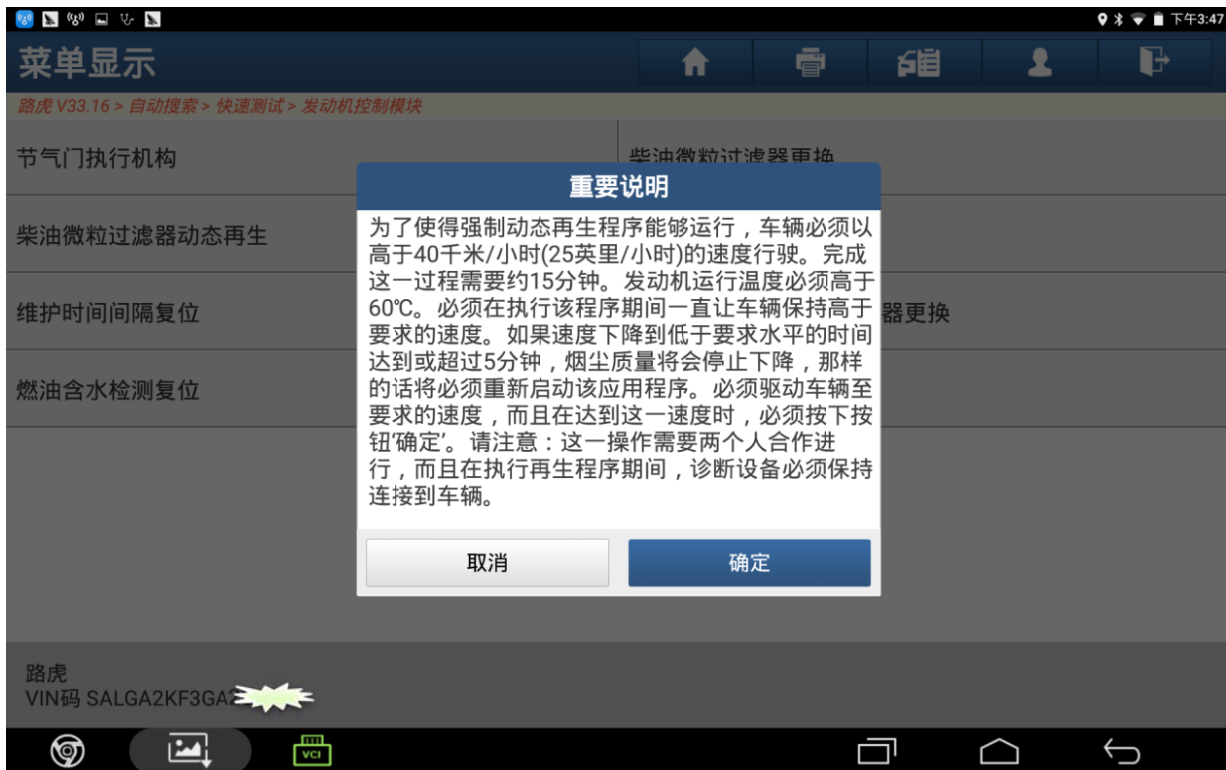 下午3:47
菜单显示
路虎 V33.16 > 自动搜索 > 快速测试 > 发动机控制模块
节气门执行机构
柴油微粒过滤器更换
柴油微粒过滤器动态再生
维护时间间隔复位
器更换
燃油含水检测复位
重要说明
为了使得强制动态再生程序能够运行，车辆必须以
高于40千米/小时(25英里/小时)的速度行驶。完成
这一过程需要约15分钟。发动机运行温度必须高于
60℃。必须在执行该程序期间一直让车辆保持高于
要求的速度。如果速度下降到低于要求水平的时间
达到或超过5分钟，烟尘质量将会停止下降，那样
的话将必须重新启动该应用程序。必须驱动车辆至
要求的速度，而且在达到这一速度时，必须按下按
钮‘确定’。请注意：这一操作需要两个人合作进
行，而且在执行再生程序期间，诊断设备必须保持
连接到车辆。
取消
确定
路虎
VIN码 SALGA2KF3GA
VCI